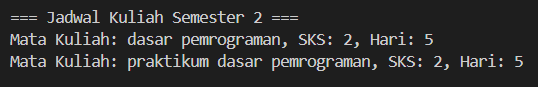 === Jadwal Kuliah Semester 2 ===
Mata Kuliah: dasar pemrograman, SKS: 2, Hari: 5
Mata Kuliah: praktikum dasar pemrograman, SKS: 2, Hari: 5